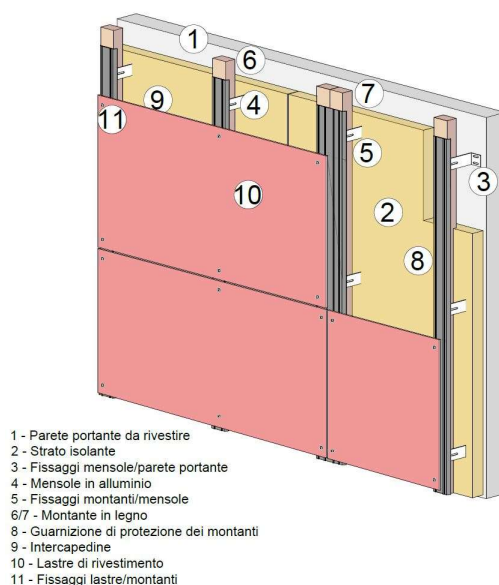 1
6
7
9
4
11
5
3
10
2
8
1 - Parete portante da rivestire
2 - Strato isolante
3 - Fissaggi mensole/parete portante
4 - Mensole in alluminio
5 - Fissaggi montanti/mensole
6/7 - Montante in legno
8 - Guarnizione di protezione dei montanti
9 - Intercapedine
10 - Lastre di rivestimento
11 - Fissaggi lastre/montanti